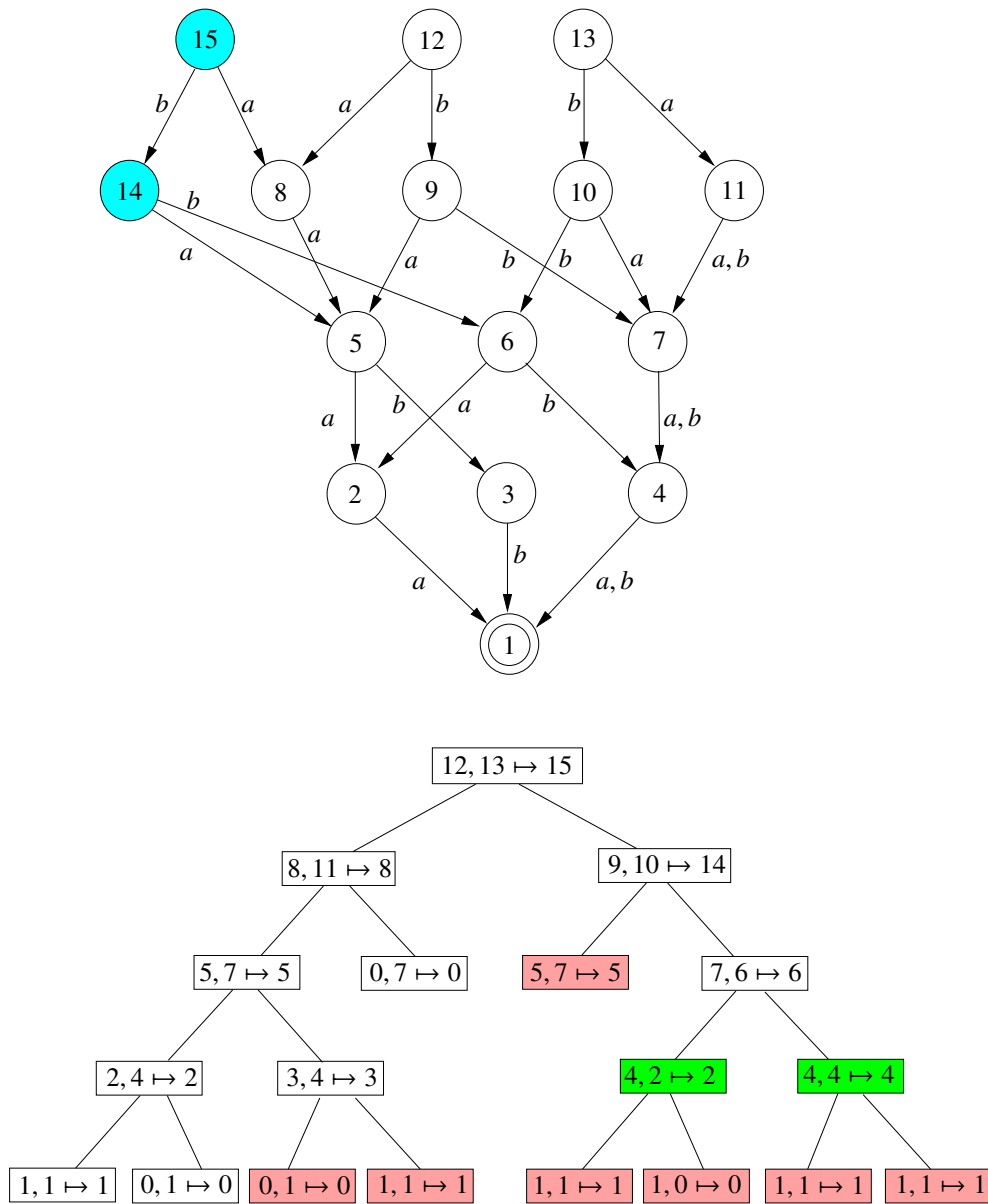 15 12 13
b a a b b a
14 8 9 10 11
b
a a a b b a a, b
5 6 7
a b a b a, b
2 3 4
a b a, b
1
12, 13 ↦ 15
8, 11 ↦ 8 9, 10 ↦ 14
5, 7 ↦ 5 0, 7 ↦ 0 5, 7 ↦ 5 7, 6 ↦ 6
2, 4 ↦ 2 3, 4 ↦ 3 4, 2 ↦ 2 4, 4 ↦ 4
1, 1 ↦ 1 0, 1 ↦ 0 0, 1 ↦ 0 1, 1 ↦ 1 1, 1 ↦ 1 1, 0 ↦ 0 1, 1 ↦ 1 1, 1 ↦ 1